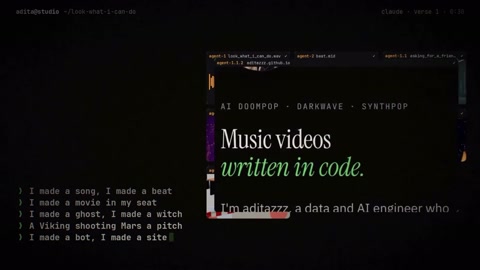 adita@studio ~/look-what-i-can-do
claude · verse 1 · 0:35
agent-1 look_what_i_can_do.wav
agent-2 beat.mid
agent-1.1 asking_for_a_frien…
agent-1.1.1 aditazzz.github.io
AI DOOMPOP · DARKWAVE · SYNTHPOP
Music videos
written in code.
I'm aditazzz, a data and AI engineer who
❯ I made a song, I made a beat
❯ I made a movie in my seat
❯ I made a ghost, I made a witch
❯ A Viking shooting Mars a pitch
❯ I made a bot, I made a site